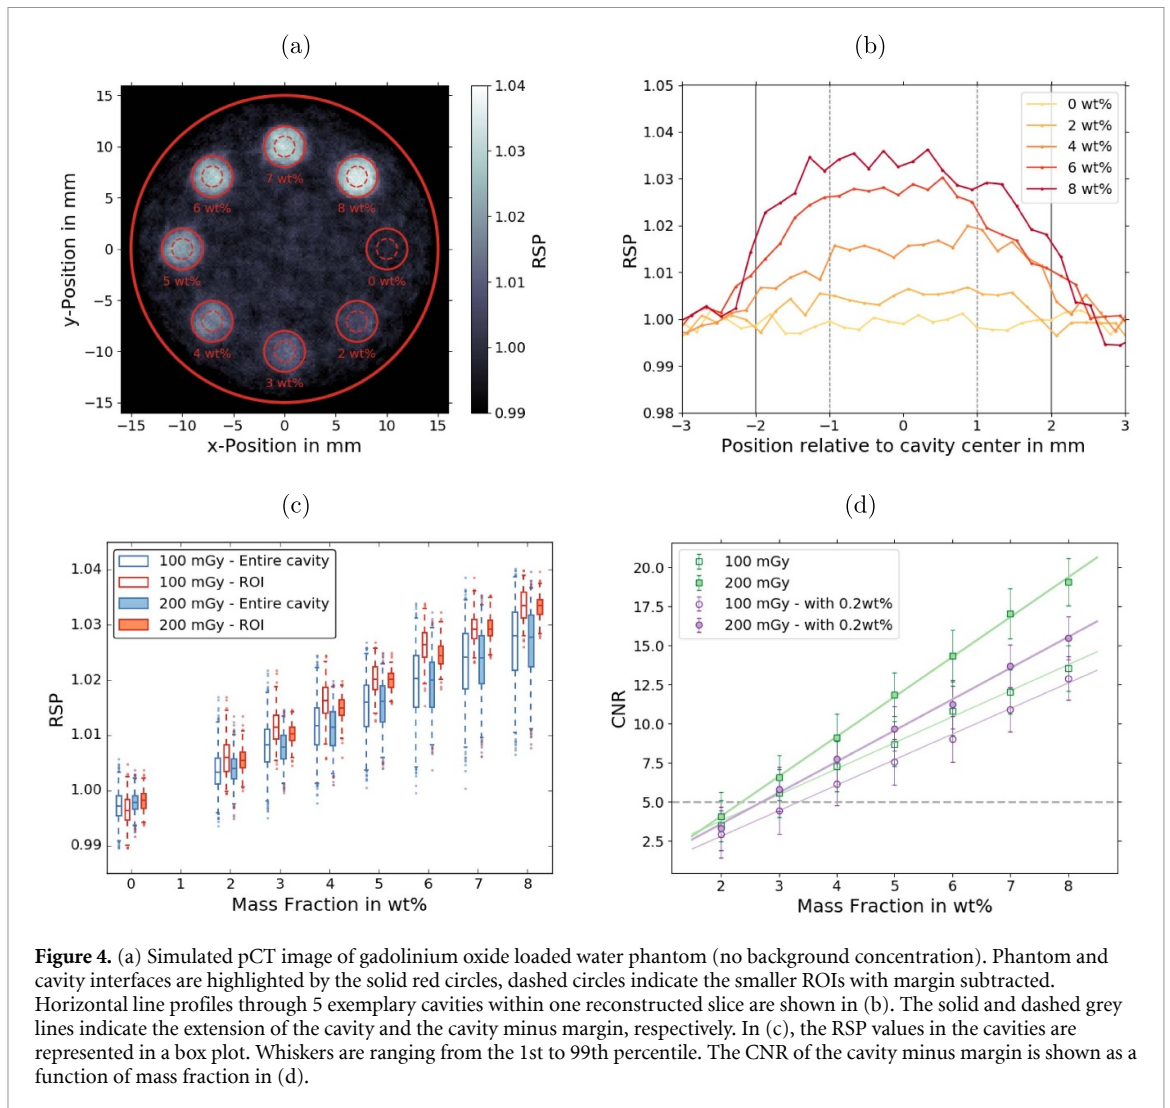 (a)
15
10
5
0
−5
−10
−15
y-Position in mm
7 wt%
6 wt%
8 wt%
5 wt%
0 wt%
4 wt%
2 wt%
3 wt%
−15 −10 −5 0 5 10 15
x-Position in mm
1.04
1.03
1.02
1.01
1.00
0.99
RSP
(b)
1.05
1.04
1.03
1.02
1.01
1.00
0.99
0.98
RSP
0 wt%
2 wt%
4 wt%
6 wt%
8 wt%
−3 −2 −1 0 1 2 3
Position relative to cavity center in mm
(c)
1.04
1.03
1.02
1.01
1.00
0.99
RSP
100 mGy - Entire cavity
100 mGy - ROI
200 mGy - Entire cavity
200 mGy - ROI
0 1 2 3 4 5 6 7 8
Mass Fraction in wt%
(d)
20.0
17.5
15.0
12.5
10.0
7.5
5.0
2.5
CNR
100 mGy
200 mGy
100 mGy - with 0.2wt%
200 mGy - with 0.2wt%
2 3 4 5 6 7 8
Mass Fraction in wt%
Figure 4. (a) Simulated pCT image of gadolinium oxide loaded water phantom (no background concentration). Phantom and
cavity interfaces are highlighted by the solid red circles, dashed circles indicate the smaller ROIs with margin subtracted.
Horizontal line profiles through 5 exemplary cavities within one reconstructed slice are shown in (b). The solid and dashed grey
lines indicate the extension of the cavity and the cavity minus margin, respectively. In (c), the RSP values in the cavities are
represented in a box plot. Whiskers are ranging from the 1st to 99th percentile. The CNR of the cavity minus margin is shown as a
function of mass fraction in (d).